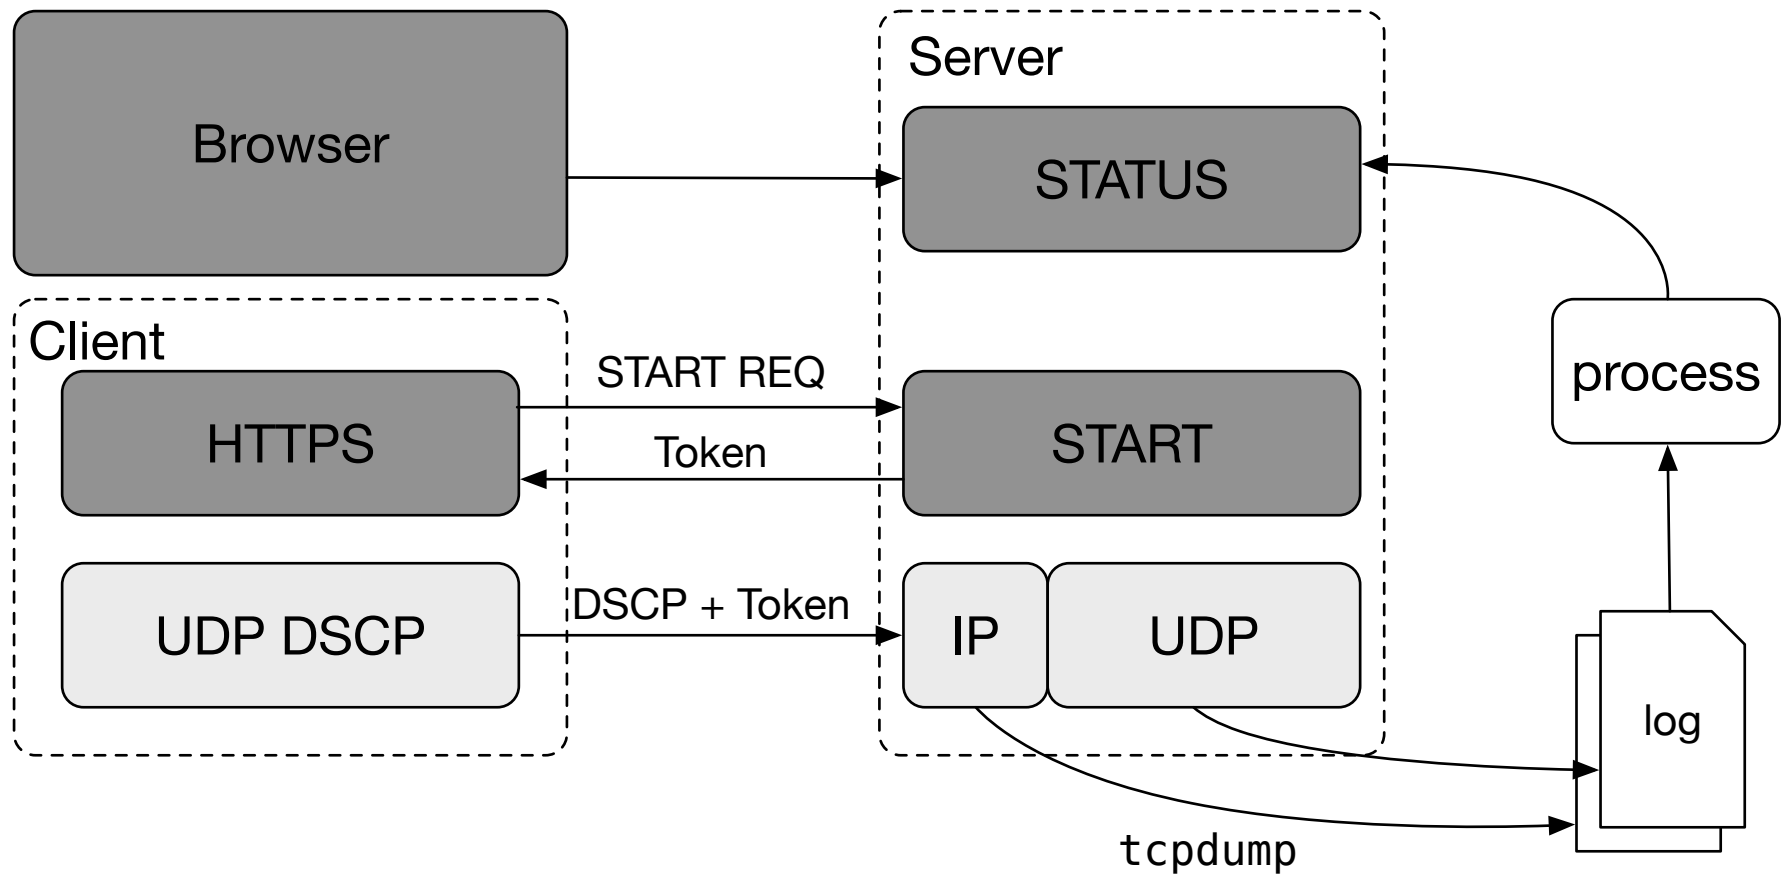 Server
Browser
STATUS
Client
START REQ
process
HTTPS
START
Token
DSCP + Token
UDP DSCP
IP
UDP
log
tcpdump